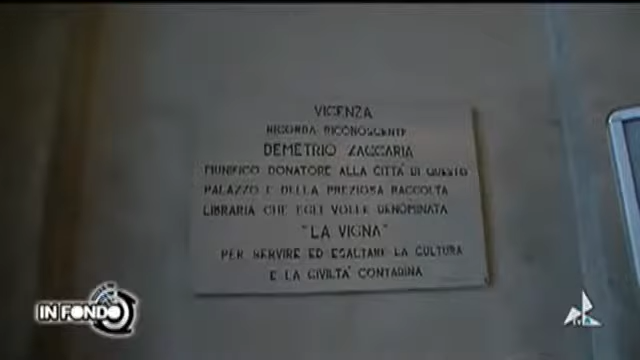 VICENZA
RICORDA RICONOSCENTE
DEMETRIO ZACCARIA
MUNIFICO DONATORE ALLA CITTA' DI QUESTO
PALAZZO E DELLA PREZIOSA RACCOLTA
LIBRARIA CHE EGLI VOLLE DENOMINATA
"LA VIGNA"
PER SERVIRE ED ESALTARE LA CULTURA
E LA CIVILTA' CONTADINA
IN FONDO